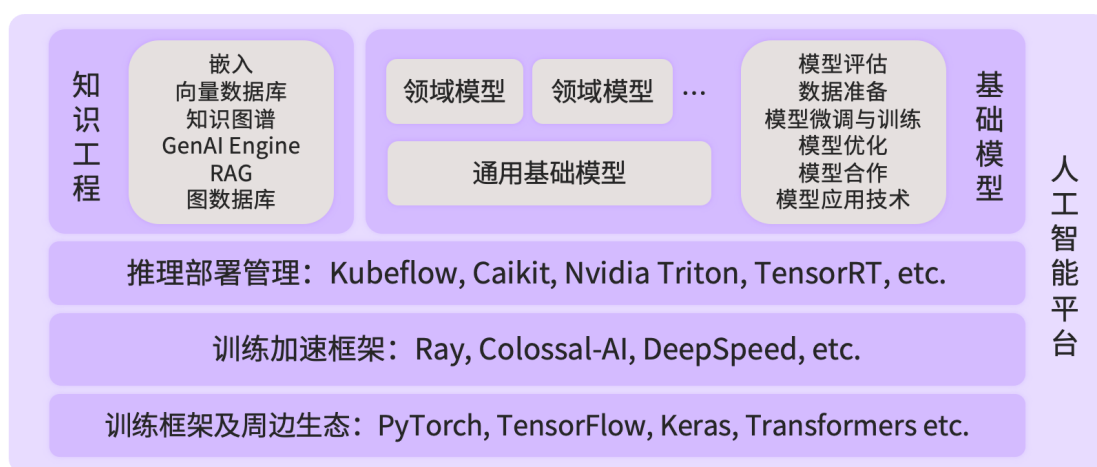 知识工程
嵌入
向量数据库
知识图谱
GenAI Engine
RAG
图数据库
领域模型
领域模型
...
通用基础模型
模型评估
数据准备
模型微调与训练
模型优化
模型合作
模型应用技术
基础模型
推理部署管理：Kubeflow, Caikit, Nvidia Triton, TensorRT, etc.
训练加速框架：Ray, Colossal-AI, DeepSpeed, etc.
训练框架及周边生态：PyTorch, TensorFlow, Keras, Transformers etc.
人工智能平台